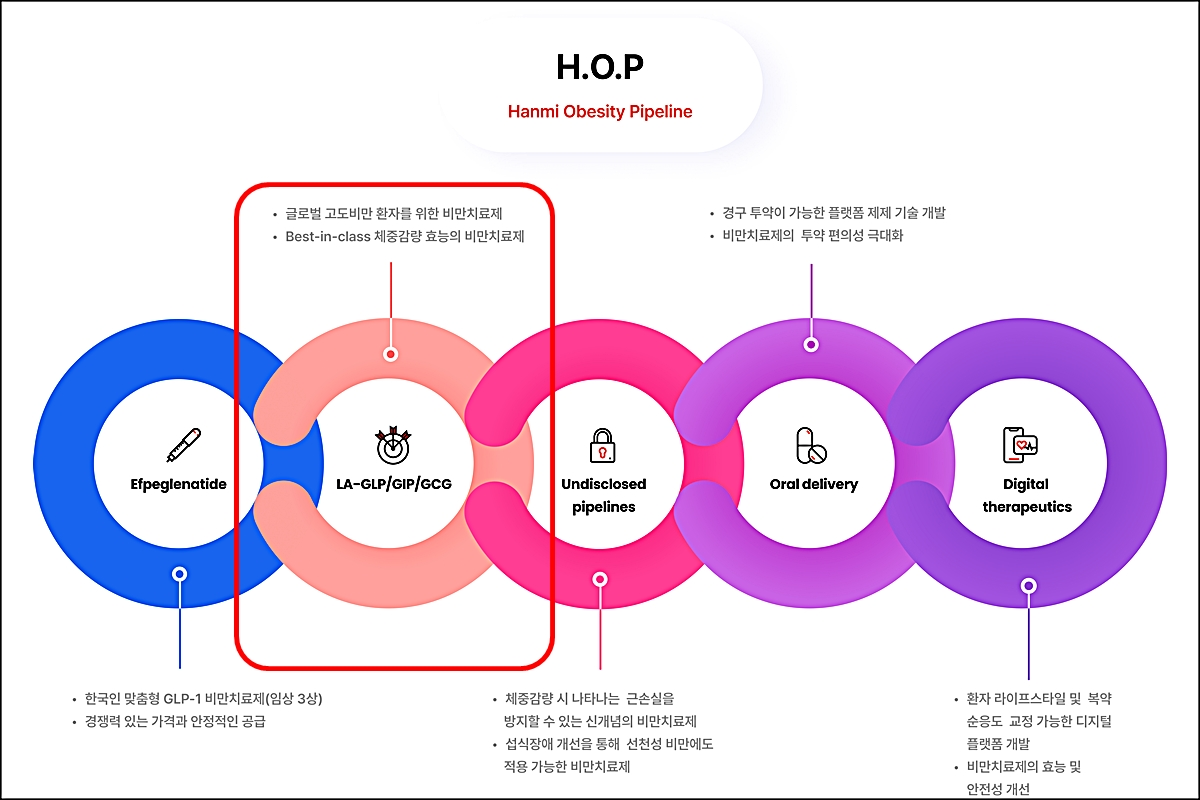 H.O.P
Hanmi Obesity Pipeline
• 글로벌 고도비만 환자를 위한 비만치료제
• Best-in-class 체중감량 효능의 비만치료제
• 경구 투약이 가능한 플랫폼 제제 기술 개발
• 비만치료제의 투약 편의성 극대화
Efpeglenatide
LA-GLP/GIP/GCG
Undisclosed
pipelines
Oral delivery
Digital
therapeutics
• 한국인 맞춤형 GLP-1 비만치료제(임상 3상)
• 경쟁력 있는 가격과 안정적인 공급
• 체중감량 시 나타나는 근손실을
방지할 수 있는 신개념의 비만치료제
• 섭식장애 개선을 통해 선천성 비만에도
적용 가능한 비만치료제
• 환자 라이프스타일 및 복약
순응도 교정 가능한 디지털
플랫폼 개발
• 비만치료제의 효능 및
안전성 개선